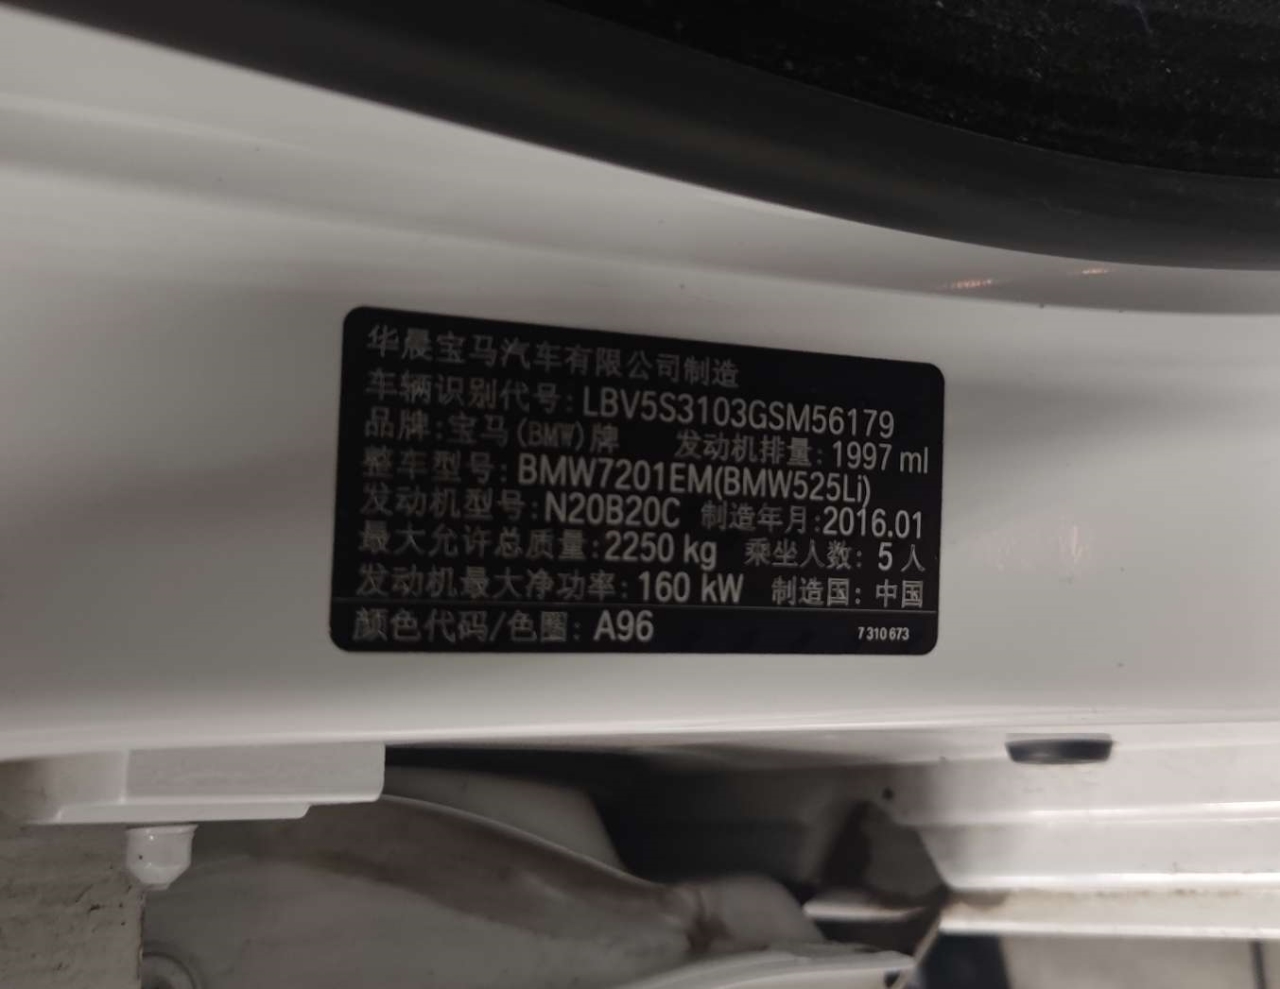 华晨宝马汽车有限公司制造
车辆识别代号: LBV5S3103GSM56179
品牌:宝马(BMW)牌 发动机排量: 1997 ml
整车型号: BMW7201EM(BMW525Li)
发动机型号: N20B20C 制造年月:2016.01
最大允许总质量: 2250 kg 乘坐人数: 5 人
发动机最大净功率: 160 kW 制造国: 中国
颜色代码/色圈: A96 7 310 673